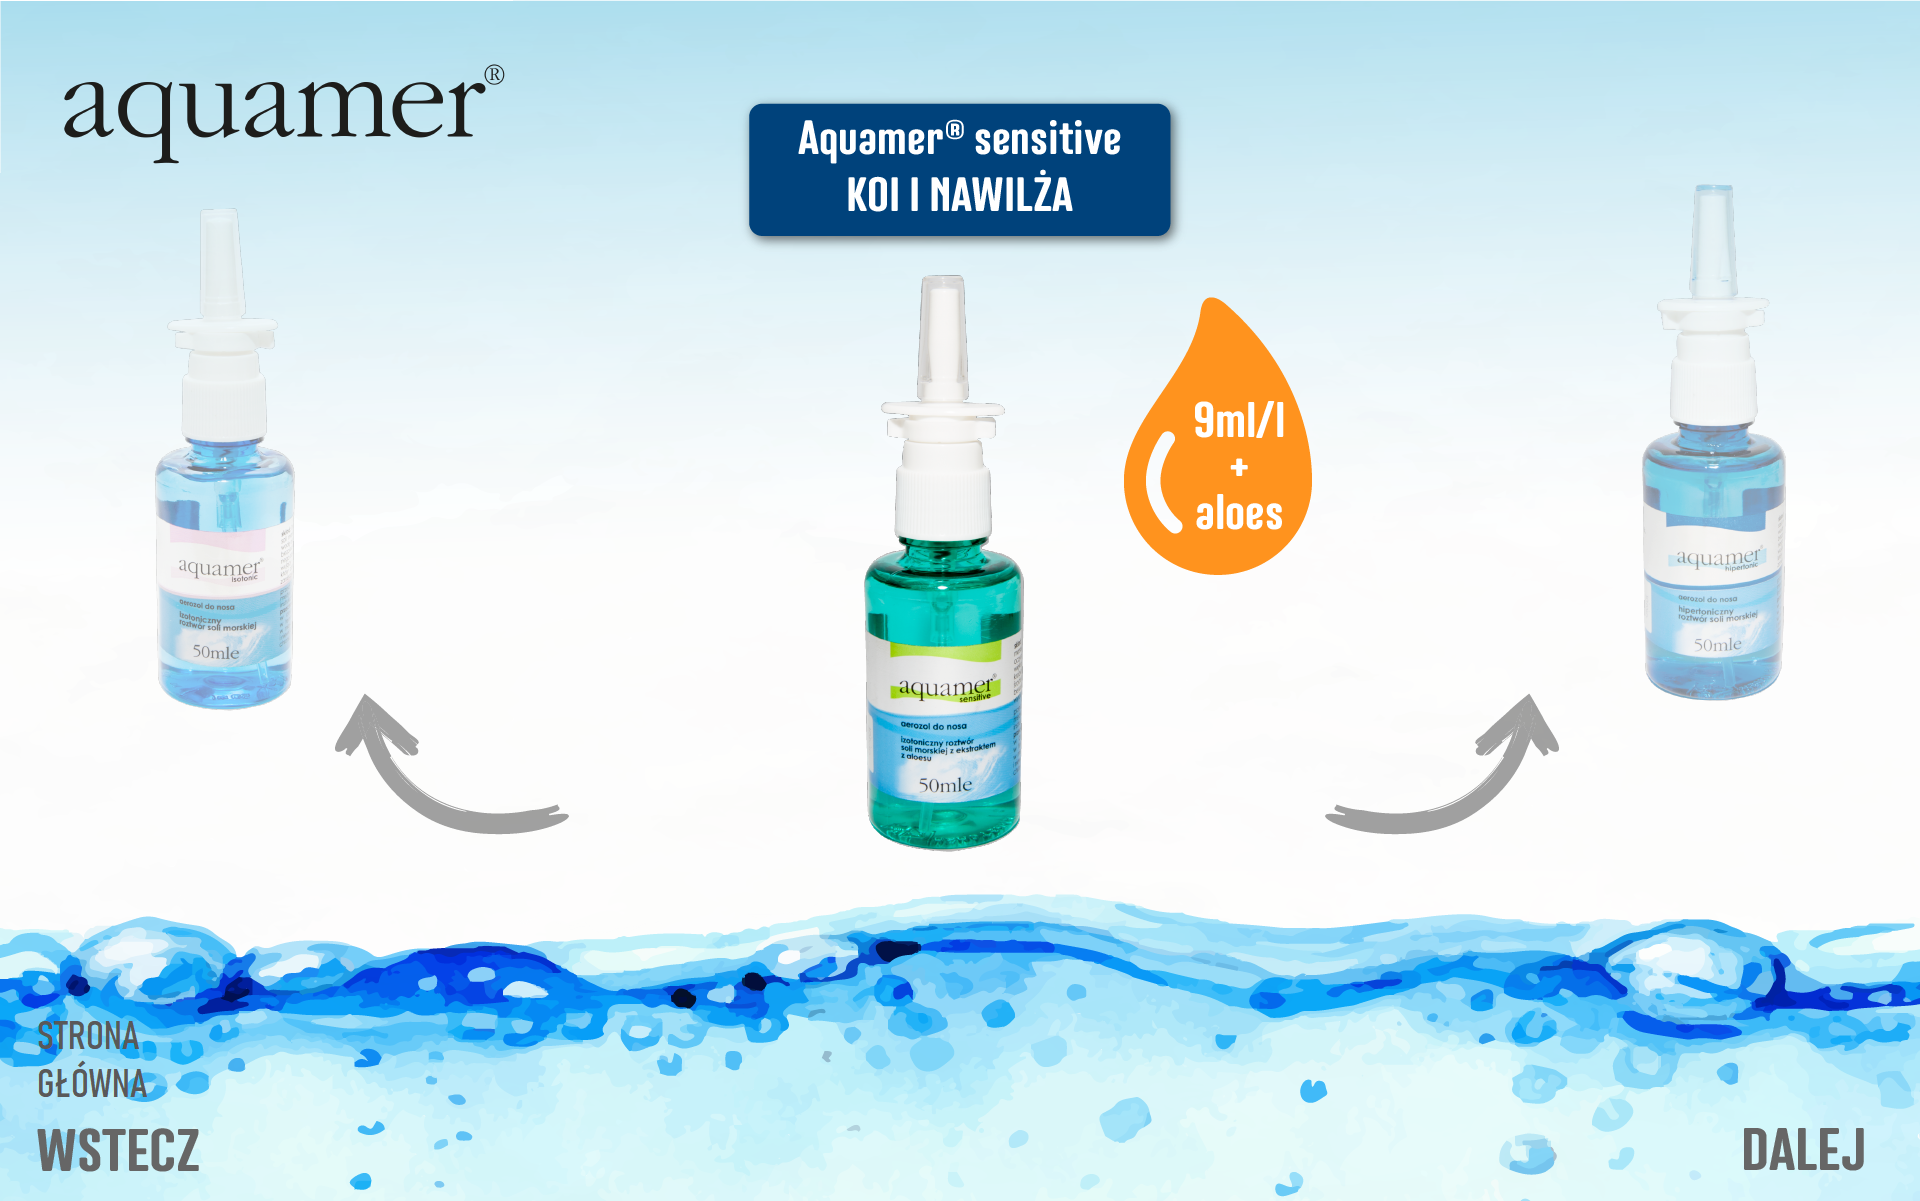 aquamer®
Aquamer® sensitive
KOI I NAWILŻA
9ml/l
+
aloes
aquamer®
isotonic
aerozol do nosa
izotoniczny
roztwór soli morskiej
50mle
aquamer®
sensitive
aerozol do nosa
izotoniczny roztwór
soli morskiej z ekstraktem
z aloesu
50mle
aquamer®
hipertonic
aerozol do nosa
hipertoniczny
roztwór soli morskiej
50mle
STRONA
GŁÓWNA
WSTECZ
DALEJ